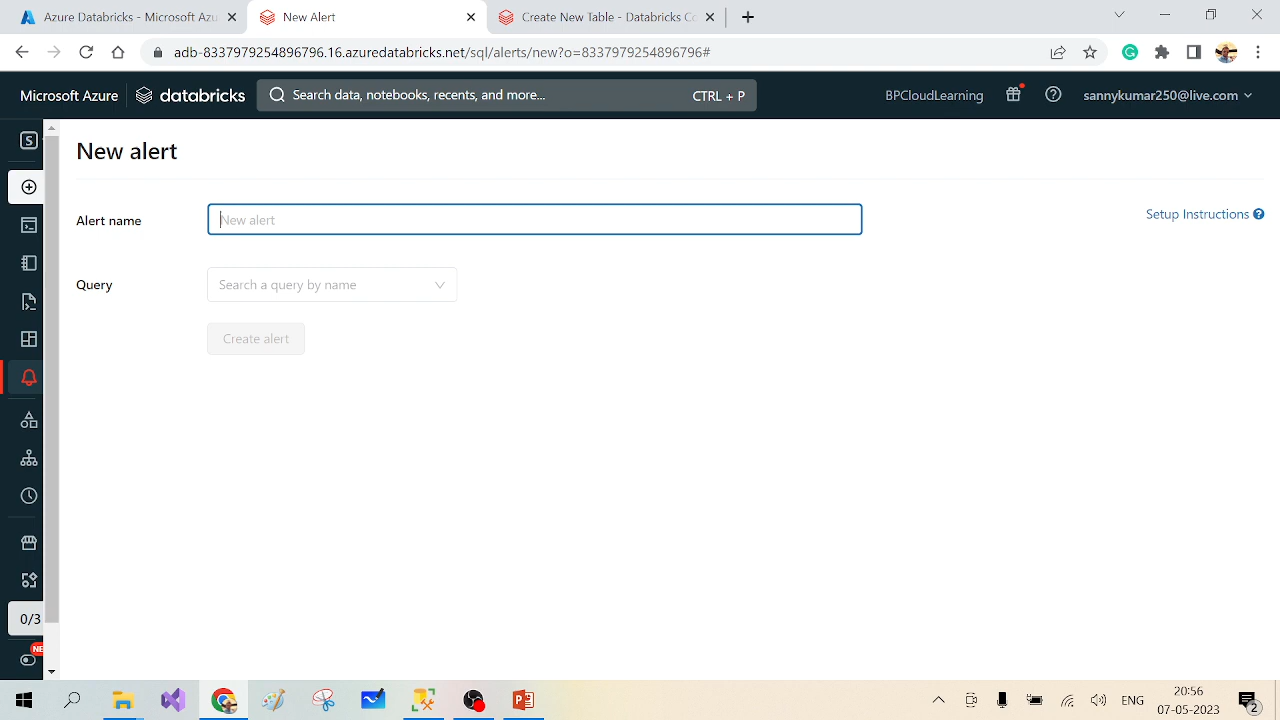 Azure Databricks - Microsoft Azu
New Alert
Create New Table - Databricks Co
adb-8337979254896796.16.azuredatabricks.net/sql/alerts/new?o=8337979254896796#
Microsoft Azure
databricks
Search data, notebooks, recents, and more...
CTRL + P
BPCloudLearning
sannykumar250@live.com
New alert
Alert name
New alert
Setup Instructions
Query
Search a query by name
Create alert
0/3
NE
ENG
20:56
07-05-2023
2